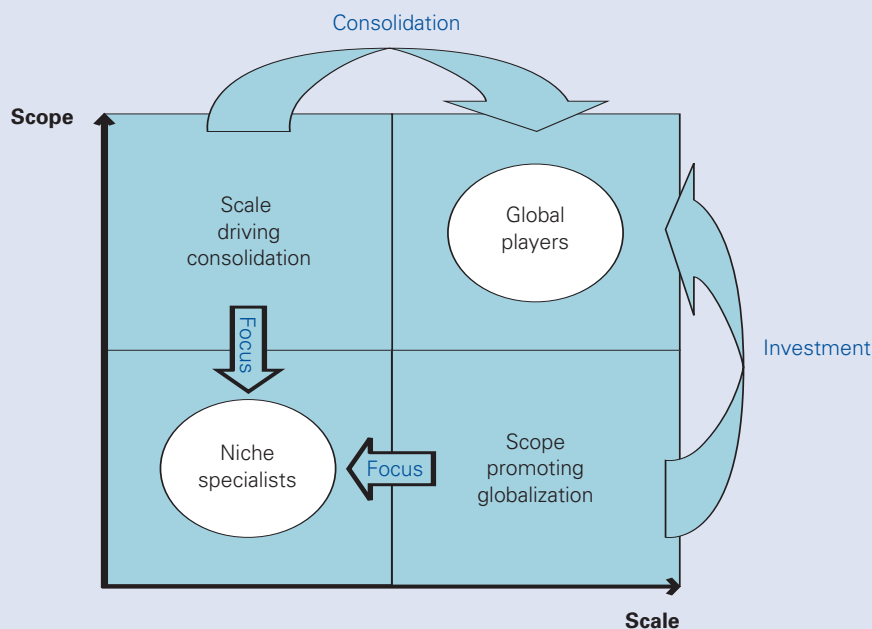 Consolidation
Scope
Scale
driving
consolidation
Global
players
Focus
Investment
Niche
specialists
Focus
Scope
promoting
globalization
Scale